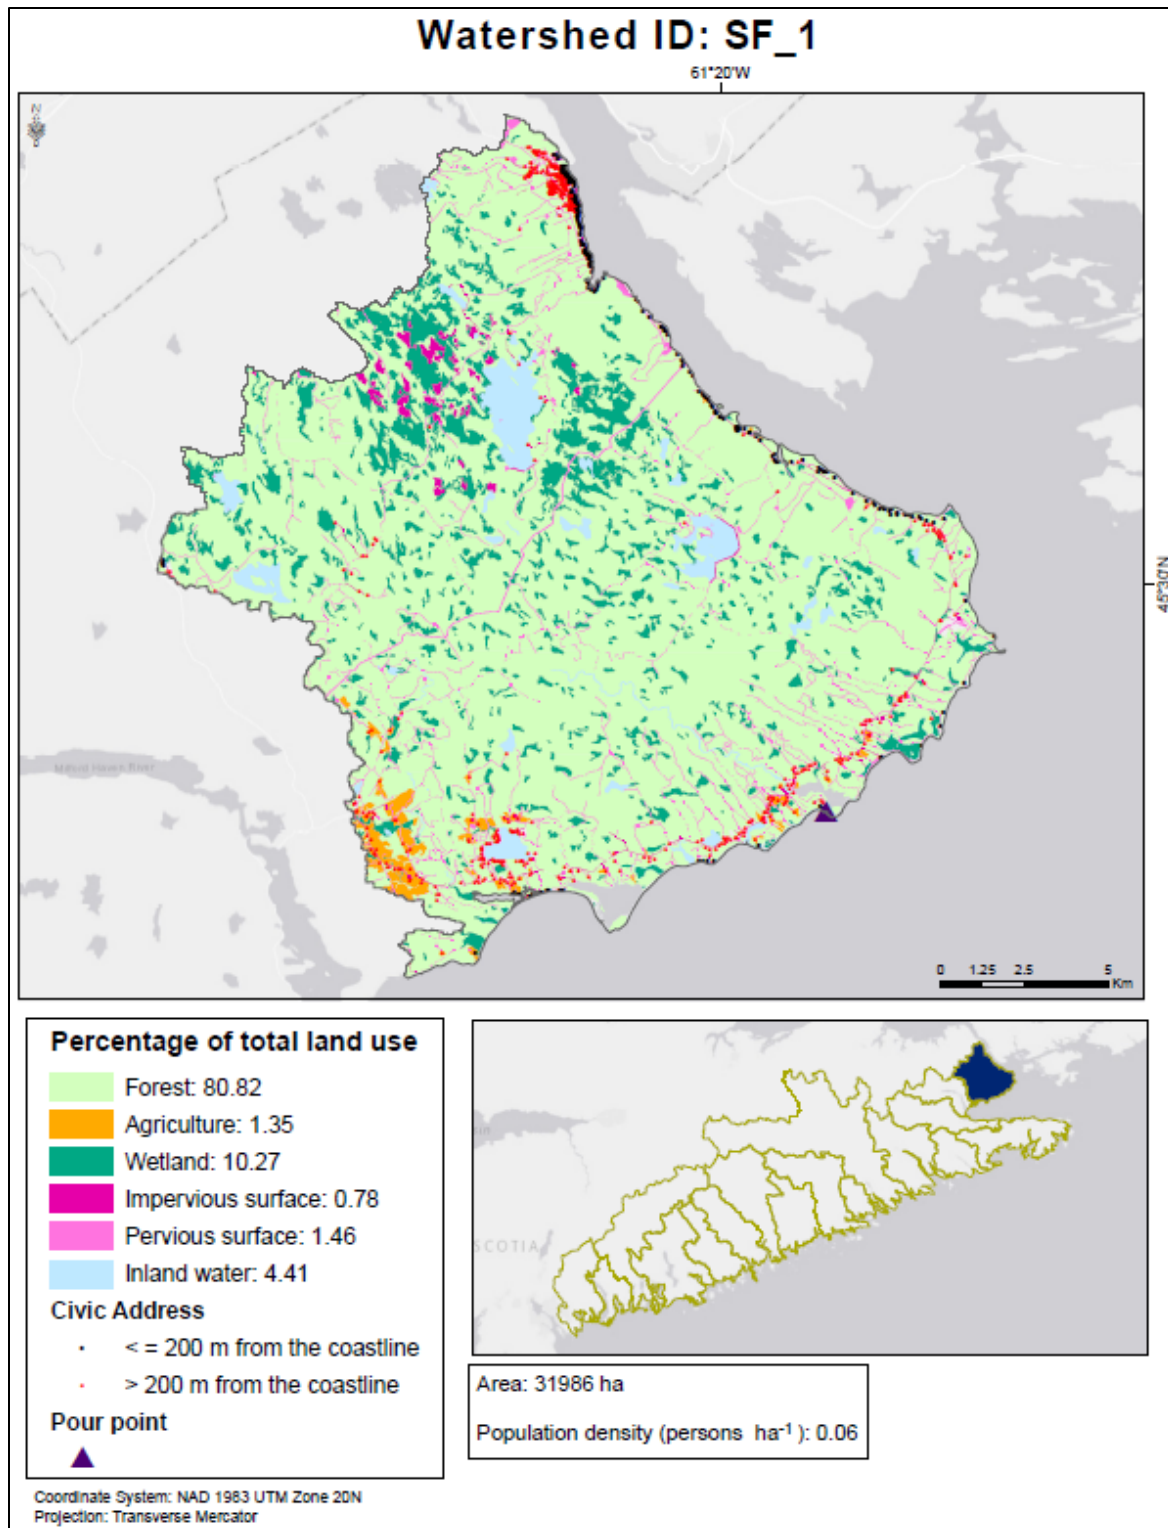 Watershed ID: SF_1
61°20'W
N
45°30'N
Milford Haven River
0 1.25 2.5 5
Km
Percentage of total land use
Forest: 80.82
Agriculture: 1.35
Wetland: 10.27
Impervious surface: 0.78
Pervious surface: 1.46
Inland water: 4.41
Civic Address
< = 200 m from the coastline
> 200 m from the coastline
Pour point
SCOTIA
Area: 31986 ha
Population density (persons ha-1 ): 0.06
Coordinate System: NAD 1983 UTM Zone 20N
Projection: Transverse Mercator